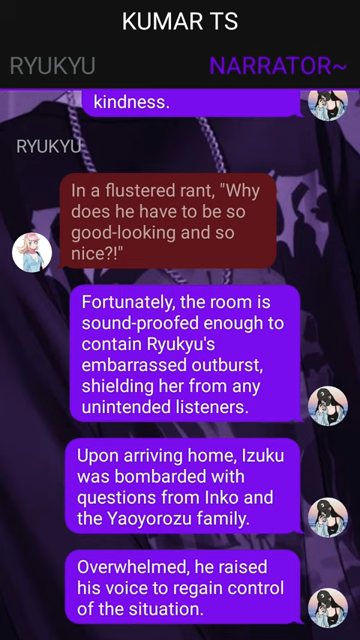 KUMAR TS
RYUKYU
NARRATOR~
kindness.
RYUKYU
In a flustered rant, "Why
does he have to be so
good-looking and so
nice?!"
Fortunately, the room is
sound-proofed enough to
contain Ryukyu's
embarrassed outburst,
shielding her from any
unintended listeners.
Upon arriving home, Izuku
was bombarded with
questions from Inko and
the Yaoyorozu family.
Overwhelmed, he raised
his voice to regain control
of the situation.